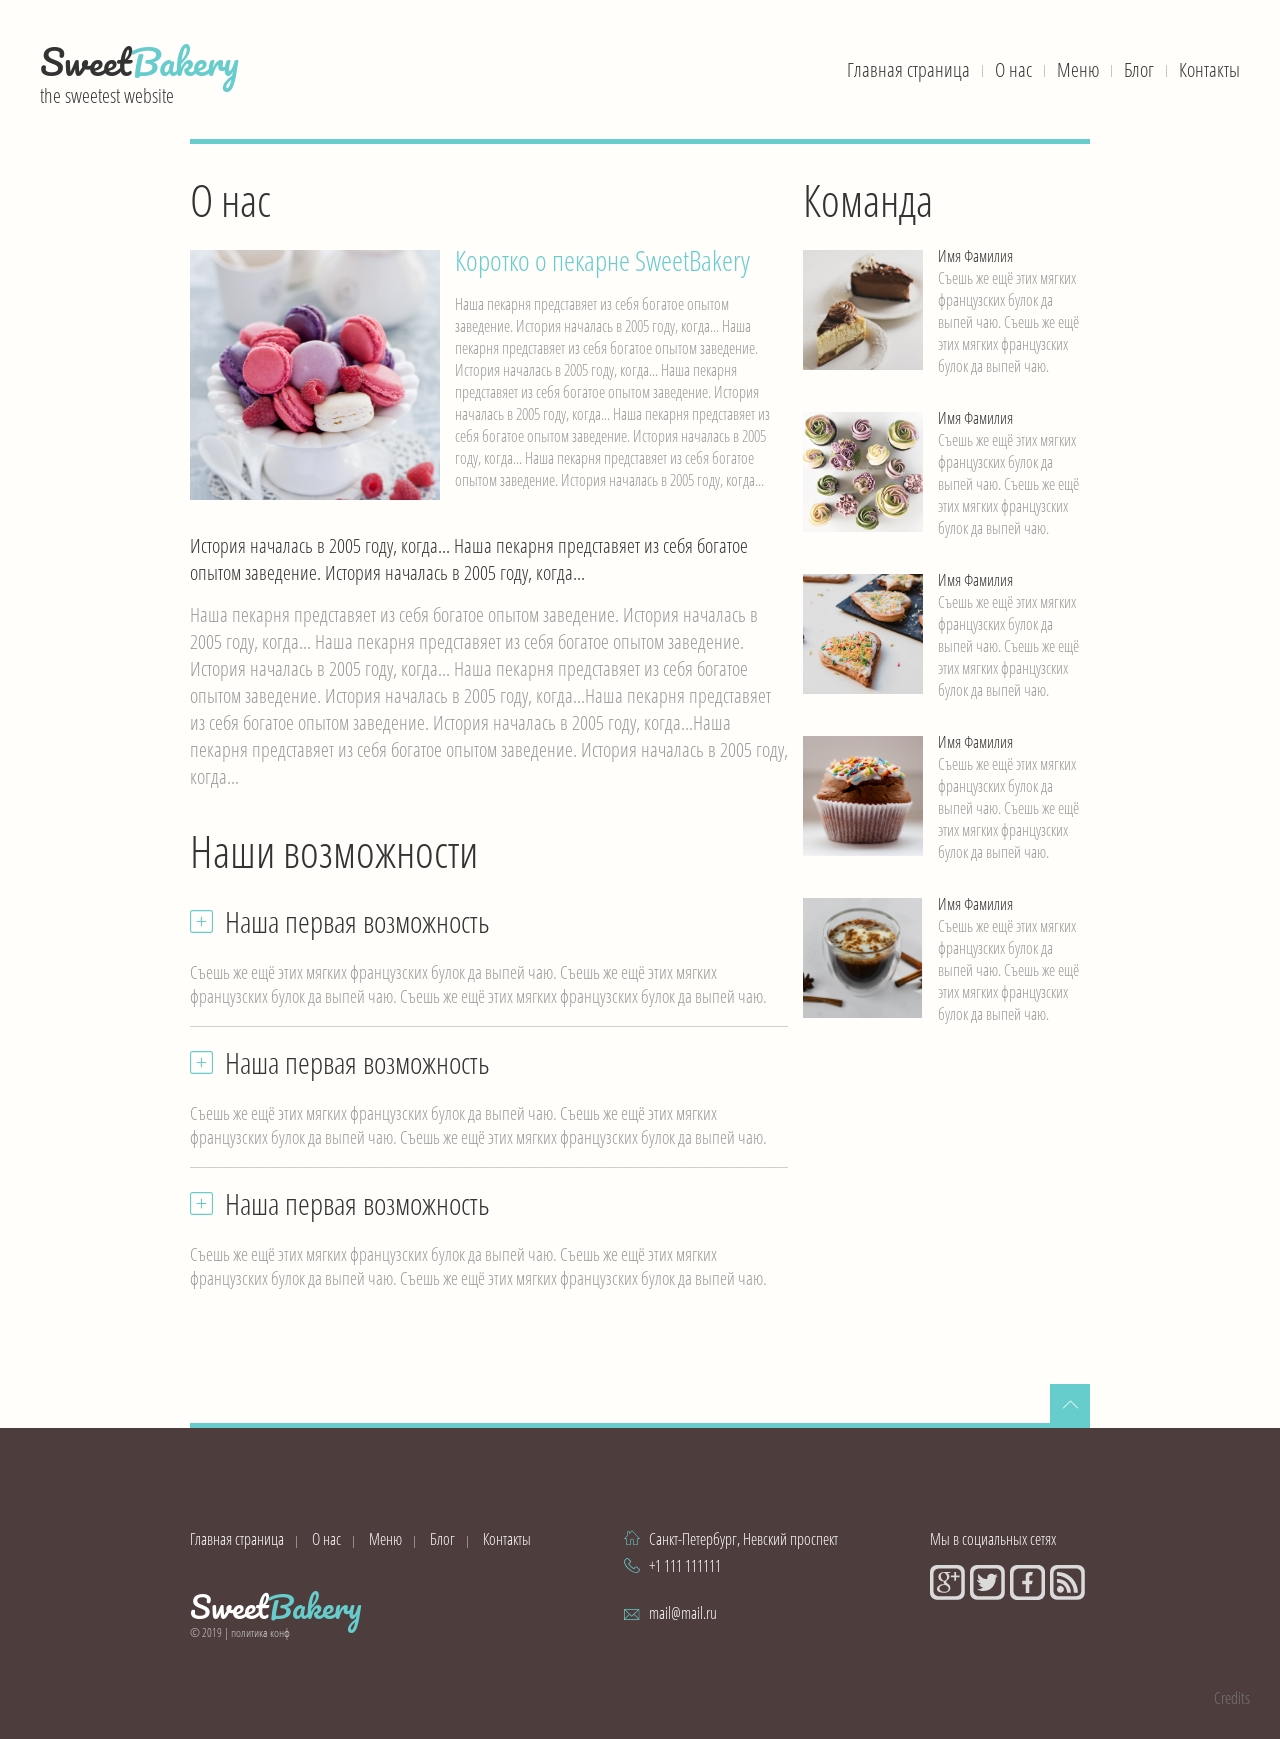 SweetBakery
the sweetest website
Главная страница
О нас
Меню
Блог
Контакты
О нас
Коротко о пекарне SweetBakery
Наша пекарня представяет из себя богатое опытом
заведение. История началась в 2005 году, когда... Наша
пекарня представяет из себя богатое опытом заведение.
История началась в 2005 году, когда... Наша пекарня
представяет из себя богатое опытом заведение. История
началась в 2005 году, когда... Наша пекарня представяет из
себя богатое опытом заведение. История началась в 2005
году, когда... Наша пекарня представяет из себя богатое
опытом заведение. История началась в 2005 году, когда...
История началась в 2005 году, когда... Наша пекарня представяет из себя богатое
опытом заведение. История началась в 2005 году, когда...
Наша пекарня представяет из себя богатое опытом заведение. История началась в
2005 году, когда... Наша пекарня представяет из себя богатое опытом заведение.
История началась в 2005 году, когда... Наша пекарня представяет из себя богатое
опытом заведение. История началась в 2005 году, когда...Наша пекарня представяет
из себя богатое опытом заведение. История началась в 2005 году, когда...Наша
пекарня представяет из себя богатое опытом заведение. История началась в 2005 году,
когда...
Наши возможности
Наша первая возможность
Съешь же ещё этих мягких французских булок да выпей чаю. Съешь же ещё этих мягких
французских булок да выпей чаю. Съешь же ещё этих мягких французских булок да выпей чаю.
Наша первая возможность
Съешь же ещё этих мягких французских булок да выпей чаю. Съешь же ещё этих мягких
французских булок да выпей чаю. Съешь же ещё этих мягких французских булок да выпей чаю.
Наша первая возможность
Съешь же ещё этих мягких французских булок да выпей чаю. Съешь же ещё этих мягких
французских булок да выпей чаю. Съешь же ещё этих мягких французских булок да выпей чаю.
Команда
Имя Фамилия
Съешь же ещё этих мягких
французских булок да
выпей чаю. Съешь же ещё
этих мягких французских
булок да выпей чаю.
Имя Фамилия
Съешь же ещё этих мягких
французских булок да
выпей чаю. Съешь же ещё
этих мягких французских
булок да выпей чаю.
Имя Фамилия
Съешь же ещё этих мягких
французских булок да
выпей чаю. Съешь же ещё
этих мягких французских
булок да выпей чаю.
Имя Фамилия
Съешь же ещё этих мягких
французских булок да
выпей чаю. Съешь же ещё
этих мягких французских
булок да выпей чаю.
Имя Фамилия
Съешь же ещё этих мягких
французских булок да
выпей чаю. Съешь же ещё
этих мягких французских
булок да выпей чаю.
Главная страница
О нас
Меню
Блог
Контакты
SweetBakery
© 2019 | политика конф
Санкт-Петербург, Невский проспект
+1 111 111111
mail@mail.ru
Мы в социальных сетях
Credits